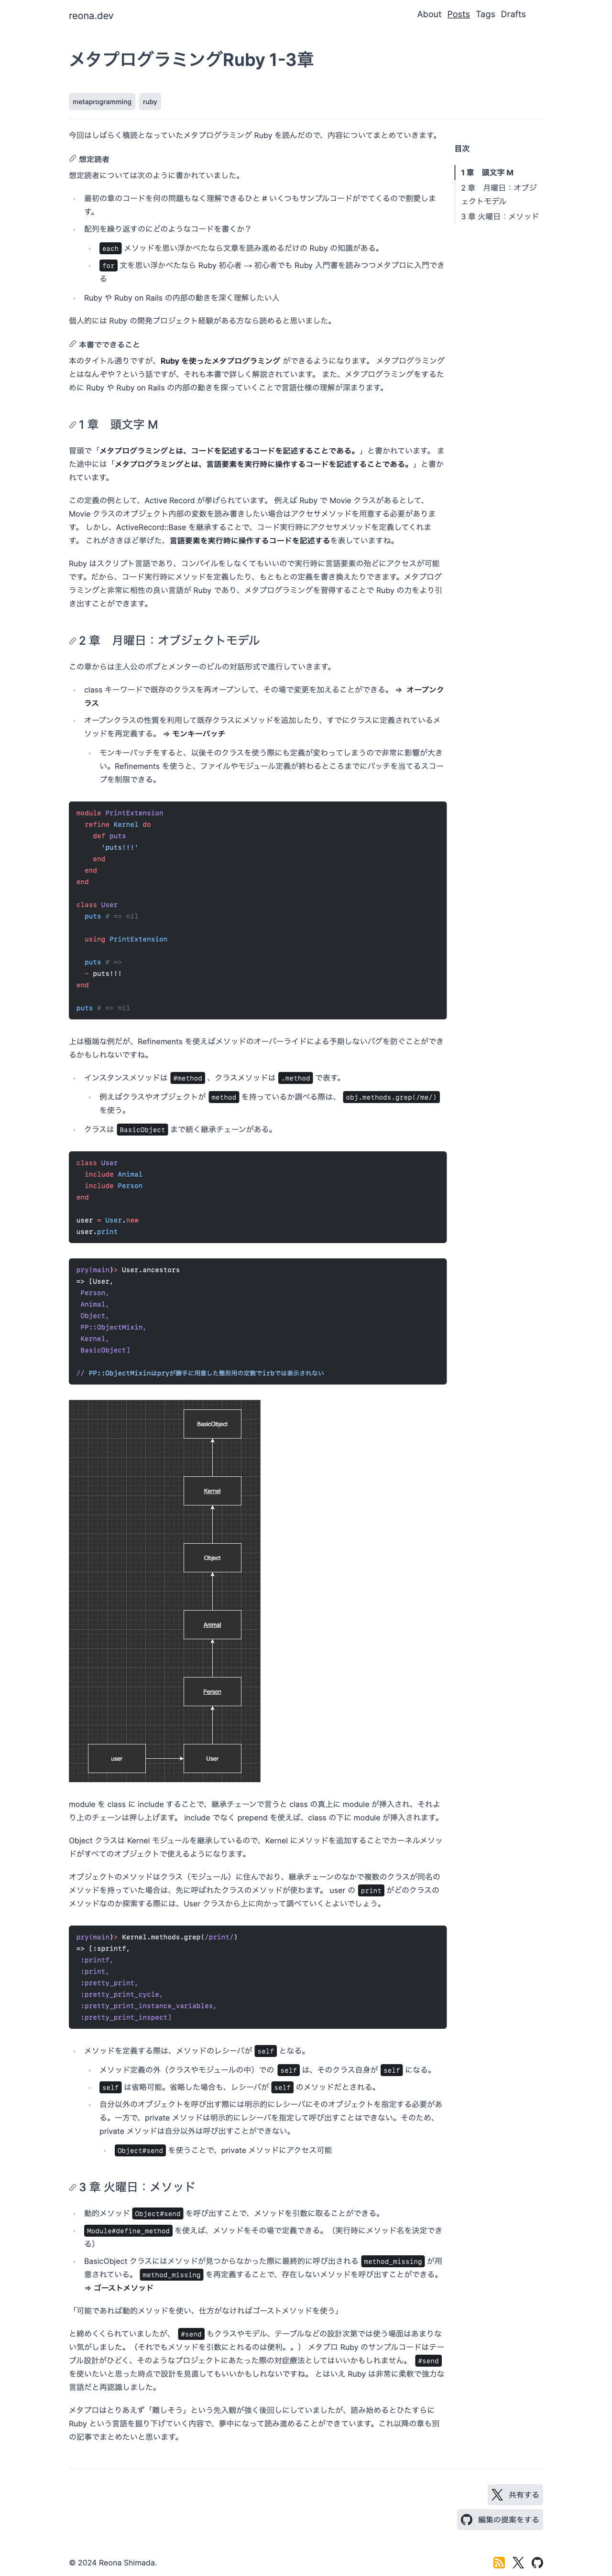 reona.dev
About Posts Tags Drafts
メタプログラミングRuby 1-3章
metaprogramming ruby
今回はしばらく積読となっていたメタプログラミング Ruby を読んだので、内容についてまとめていきます。
目次
1 章　頭文字 M
2 章　月曜日：オブジ
ェクトモデル
3 章 火曜日：メソッド
想定読者
想定読者については次のように書かれていました。
最初の章のコードを何の問題もなく理解できるひと # いくつもサンプルコードがでてくるので割愛しま
す。
配列を繰り返すのにどのようなコードを書くか？
each メソッドを思い浮かべたなら文章を読み進めるだけの Ruby の知識がある。
for 文を思い浮かべたなら Ruby 初心者 → 初心者でも Ruby 入門書を読みつつメタプロに入門でき
る
Ruby や Ruby on Rails の内部の動きを深く理解したい人
個人的には Ruby の開発プロジェクト経験がある方なら読めると思いました。
本書でできること
本のタイトル通りですが、Ruby を使ったメタプログラミング ができるようになります。 メタプログラミング
とはなんぞや？という話ですが、それも本書で詳しく解説されています。 また、メタプログラミングをするた
めに Ruby や Ruby on Rails の内部の動きを探っていくことで言語仕様の理解が深まります。
1 章　頭文字 M
冒頭で「メタプログラミングとは、コードを記述するコードを記述することである。」と書かれています。 ま
た途中には「メタプログラミングとは、言語要素を実行時に操作するコードを記述することである。」と書か
れています。
この定義の例として、Active Record が挙げられています。 例えば Ruby で Movie クラスがあるとして、
Movie クラスのオブジェクト内部の変数を読み書きしたい場合はアクセサメソッドを用意する必要がありま
す。 しかし、ActiveRecord::Base を継承することで、コード実行時にアクセサメソッドを定義してくれま
す。 これがさきほど挙げた、言語要素を実行時に操作するコードを記述するを表していますね。
Ruby はスクリプト言語であり、コンパイルをしなくてもいいので実行時に言語要素の殆どにアクセスが可能
です。だから、コード実行時にメソッドを定義したり、もともとの定義を書き換えたりできます。メタプログ
ラミングと非常に相性の良い言語が Ruby であり、メタプログラミングを習得することで Ruby の力をより引
き出すことができます。
2 章　月曜日：オブジェクトモデル
この章からは主人公のボブとメンターのビルの対話形式で進行していきます。
class キーワードで既存のクラスを再オープンして、その場で変更を加えることができる。 ⇒ オープンク
ラス
オープンクラスの性質を利用して既存クラスにメソッドを追加したり、すでにクラスに定義されているメ
ソッドを再定義する。 ⇒ モンキーパッチ
モンキーパッチをすると、以後そのクラスを使う際にも定義が変わってしまうので非常に影響が大き
い。Refinements を使うと、ファイルやモジュール定義が終わるところまでにパッチを当てるスコー
プを制限できる。
module PrintExtension
refine Kernel do
def puts
'puts!!!'
end
end
end
class User
puts # => nil
using PrintExtension
puts # =>
- puts!!!
end
puts # => nil
上は極端な例だが、Refinements を使えばメソッドのオーバーライドによる予期しないバグを防ぐことができ
るかもしれないですね。
インスタンスメソッドは #method 、クラスメソッドは .method で表す。
例えばクラスやオブジェクトが method を持っているか調べる際は、 obj.methods.grep(/me/)
を使う。
クラスは BasicObject まで続く継承チェーンがある。
class User
include Animal
include Person
end
user = User.new
user.print
pry(main)> User.ancestors
=> [User,
Person,
Animal,
Object,
PP::ObjectMixin,
Kernel,
BasicObject]
// PP::ObjectMixinはpryが勝手に用意した整形用の定数でirbでは表示されない
BasicObject
Kernel
Object
Animal
Person
user User
module を class に include することで、継承チェーンで言うと class の真上に module が挿入され、それよ
り上のチェーンは押し上げます。 include でなく prepend を使えば、class の下に module が挿入されます。
Object クラスは Kernel モジュールを継承しているので、Kernel にメソッドを追加することでカーネルメソッ
ドがすべてのオブジェクトで使えるようになります。
オブジェクトのメソッドはクラス（モジュール）に住んでおり、継承チェーンのなかで複数のクラスが同名の
メソッドを持っていた場合は、先に呼ばれたクラスのメソッドが使わます。 user の print がどのクラスの
メソッドなのか探索する際には、User クラスから上に向かって調べていくとよいでしょう。
pry(main)> Kernel.methods.grep(/print/)
=> [:sprintf,
:printf,
:print,
:pretty_print,
:pretty_print_cycle,
:pretty_print_instance_variables,
:pretty_print_inspect]
メソッドを定義する際は、メソッドのレシーバが self となる。
メソッド定義の外（クラスやモジュールの中）での self は、そのクラス自身が self になる。
self は省略可能。省略した場合も、レシーバが self のメソッドだとされる。
自分以外のオブジェクトを呼び出す際には明示的にレシーバにそのオブジェクトを指定する必要があ
る。一方で、private メソッドは明示的にレシーバを指定して呼び出すことはできない。そのため、
private メソッドは自分以外は呼び出すことができない。
Object#send を使うことで、private メソッドにアクセス可能
3 章 火曜日：メソッド
動的メソッド Object#send を呼び出すことで、メソッドを引数に取ることができる。
Module#define_method を使えば、メソッドをその場で定義できる。（実行時にメソッド名を決定でき
る）
BasicObject クラスにはメソッドが見つからなかった際に最終的に呼び出される method_missing が用
意されている。 method_missing を再定義することで、存在しないメソッドを呼び出すことができる。
⇒ ゴーストメソッド
「可能であれば動的メソッドを使い、仕方がなければゴーストメソッドを使う」
と締めくくられていましたが、 #send もクラスやモデル、テーブルなどの設計次第では使う場面はあまりな
い気がしました。（それでもメソッドを引数にとれるのは便利。。） メタプロ Ruby のサンプルコードはテー
ブル設計がひどく、そのようなプロジェクトにあたった際の対症療法としてはいいかもしれません。 #send
を使いたいと思った時点で設計を見直してもいいかもしれないですね。 とはいえ Ruby は非常に柔軟で強力な
言語だと再認識しました。
メタプロはとりあえず「難しそう」という先入観が強く後回しにしていましたが、読み始めるとひたすらに
Ruby という言語を掘り下げていく内容で、夢中になって読み進めることができています。これ以降の章も別
の記事でまとめたいと思います。
共有する
編集の提案をする
© 2024 Reona Shimada.